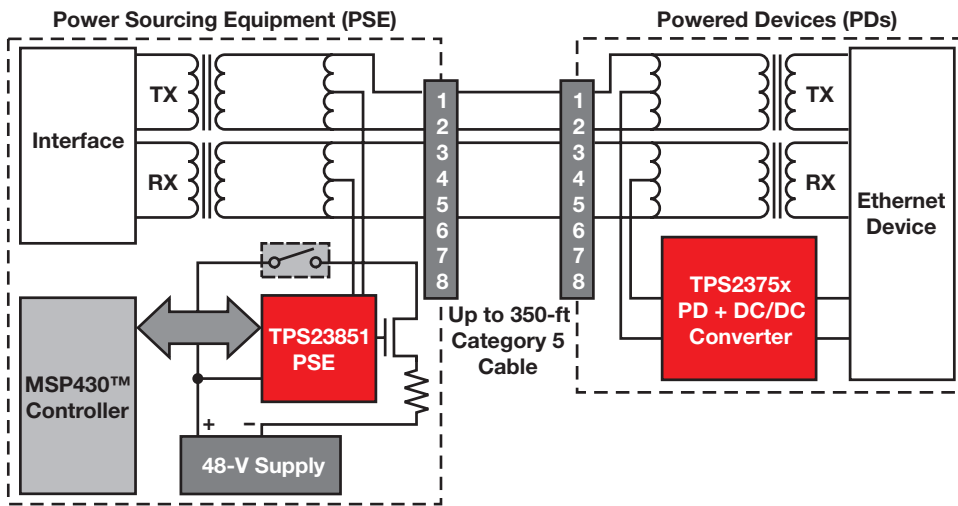 Power Sourcing Equipment (PSE)
Powered Devices (PDs)
Interface
TX
RX
1
2
3
4
5
6
7
8
1
2
3
4
5
6
7
8
TX
RX
Ethernet
Device
MSP430™
Controller
TPS23851
PSE
+
–
48-V Supply
Up to 350-ft
Category 5
Cable
TPS2375x
PD + DC/DC
Converter